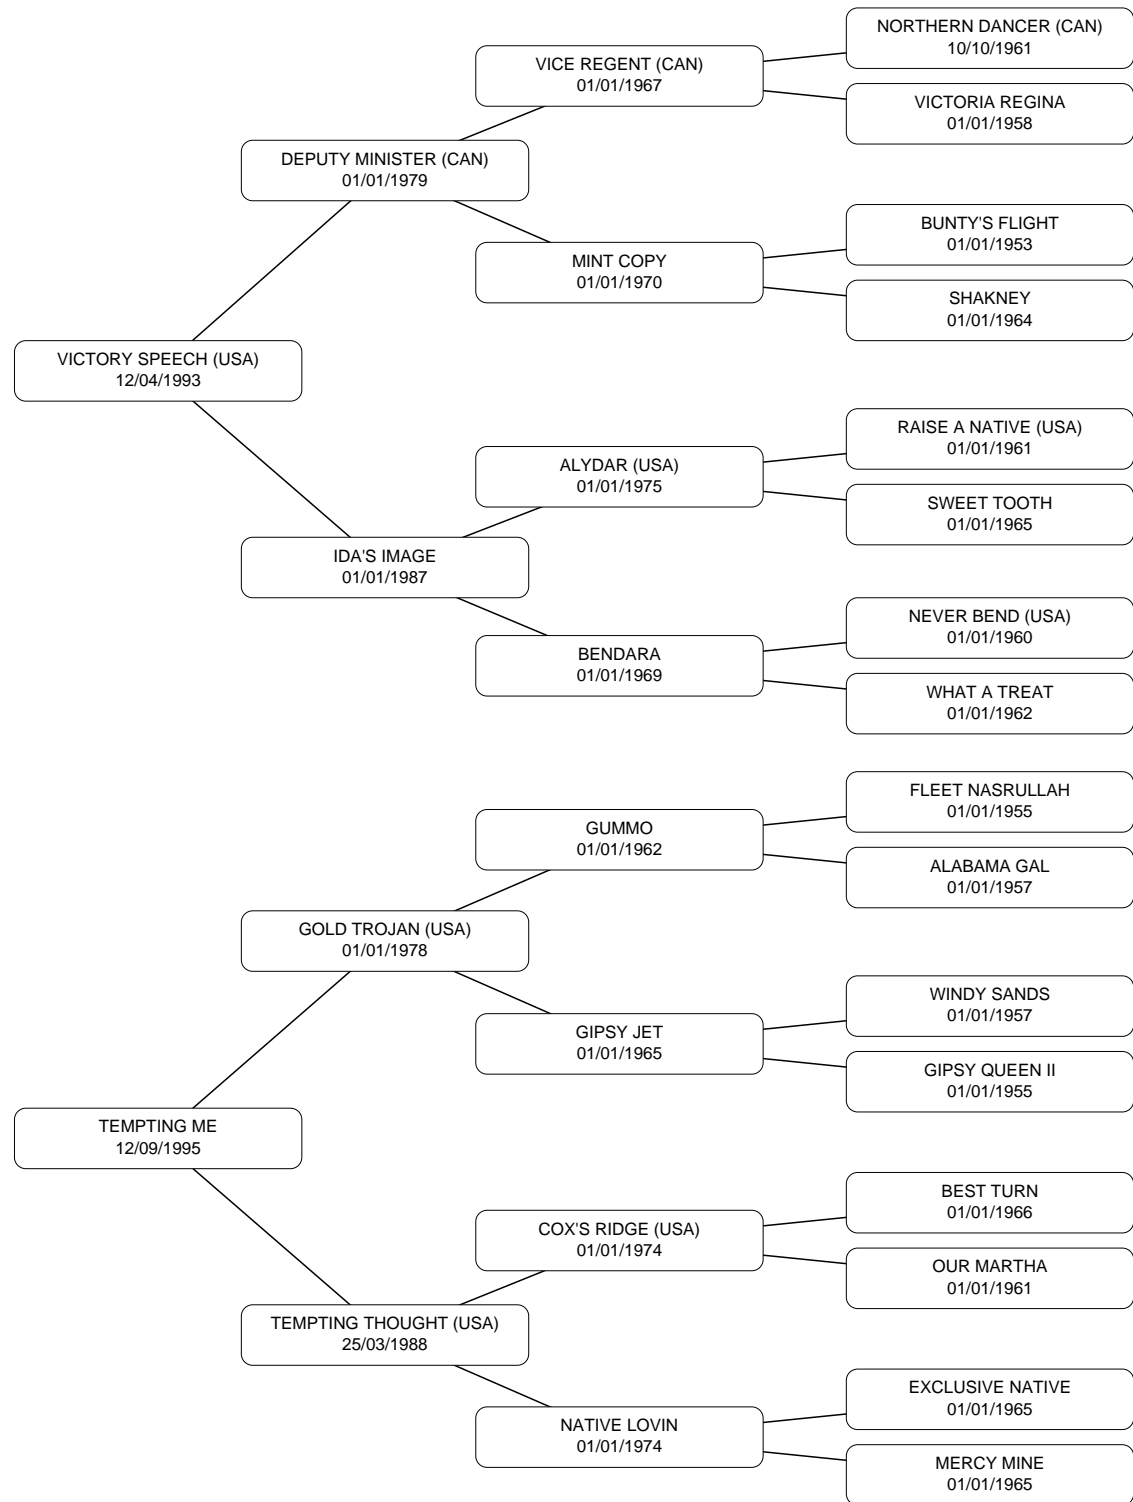 NORTHERN DANCER (CAN)
10/10/1961
VICE REGENT (CAN)
01/01/1967
VICTORIA REGINA
01/01/1958
DEPUTY MINISTER (CAN)
01/01/1979
BUNTY'S FLIGHT
01/01/1953
MINT COPY
01/01/1970
SHAKNEY
01/01/1964
VICTORY SPEECH (USA)
12/04/1993
RAISE A NATIVE (USA)
01/01/1961
ALYDAR (USA)
01/01/1975
SWEET TOOTH
01/01/1965
IDA'S IMAGE
01/01/1987
NEVER BEND (USA)
01/01/1960
BENDARA
01/01/1969
WHAT A TREAT
01/01/1962
FLEET NASRULLAH
01/01/1955
GUMMO
01/01/1962
ALABAMA GAL
01/01/1957
GOLD TROJAN (USA)
01/01/1978
WINDY SANDS
01/01/1957
GIPSY JET
01/01/1965
GIPSY QUEEN II
01/01/1955
TEMPTING ME
12/09/1995
BEST TURN
01/01/1966
COX'S RIDGE (USA)
01/01/1974
OUR MARTHA
01/01/1961
TEMPTING THOUGHT (USA)
25/03/1988
EXCLUSIVE NATIVE
01/01/1965
NATIVE LOVIN
01/01/1974
MERCY MINE
01/01/1965